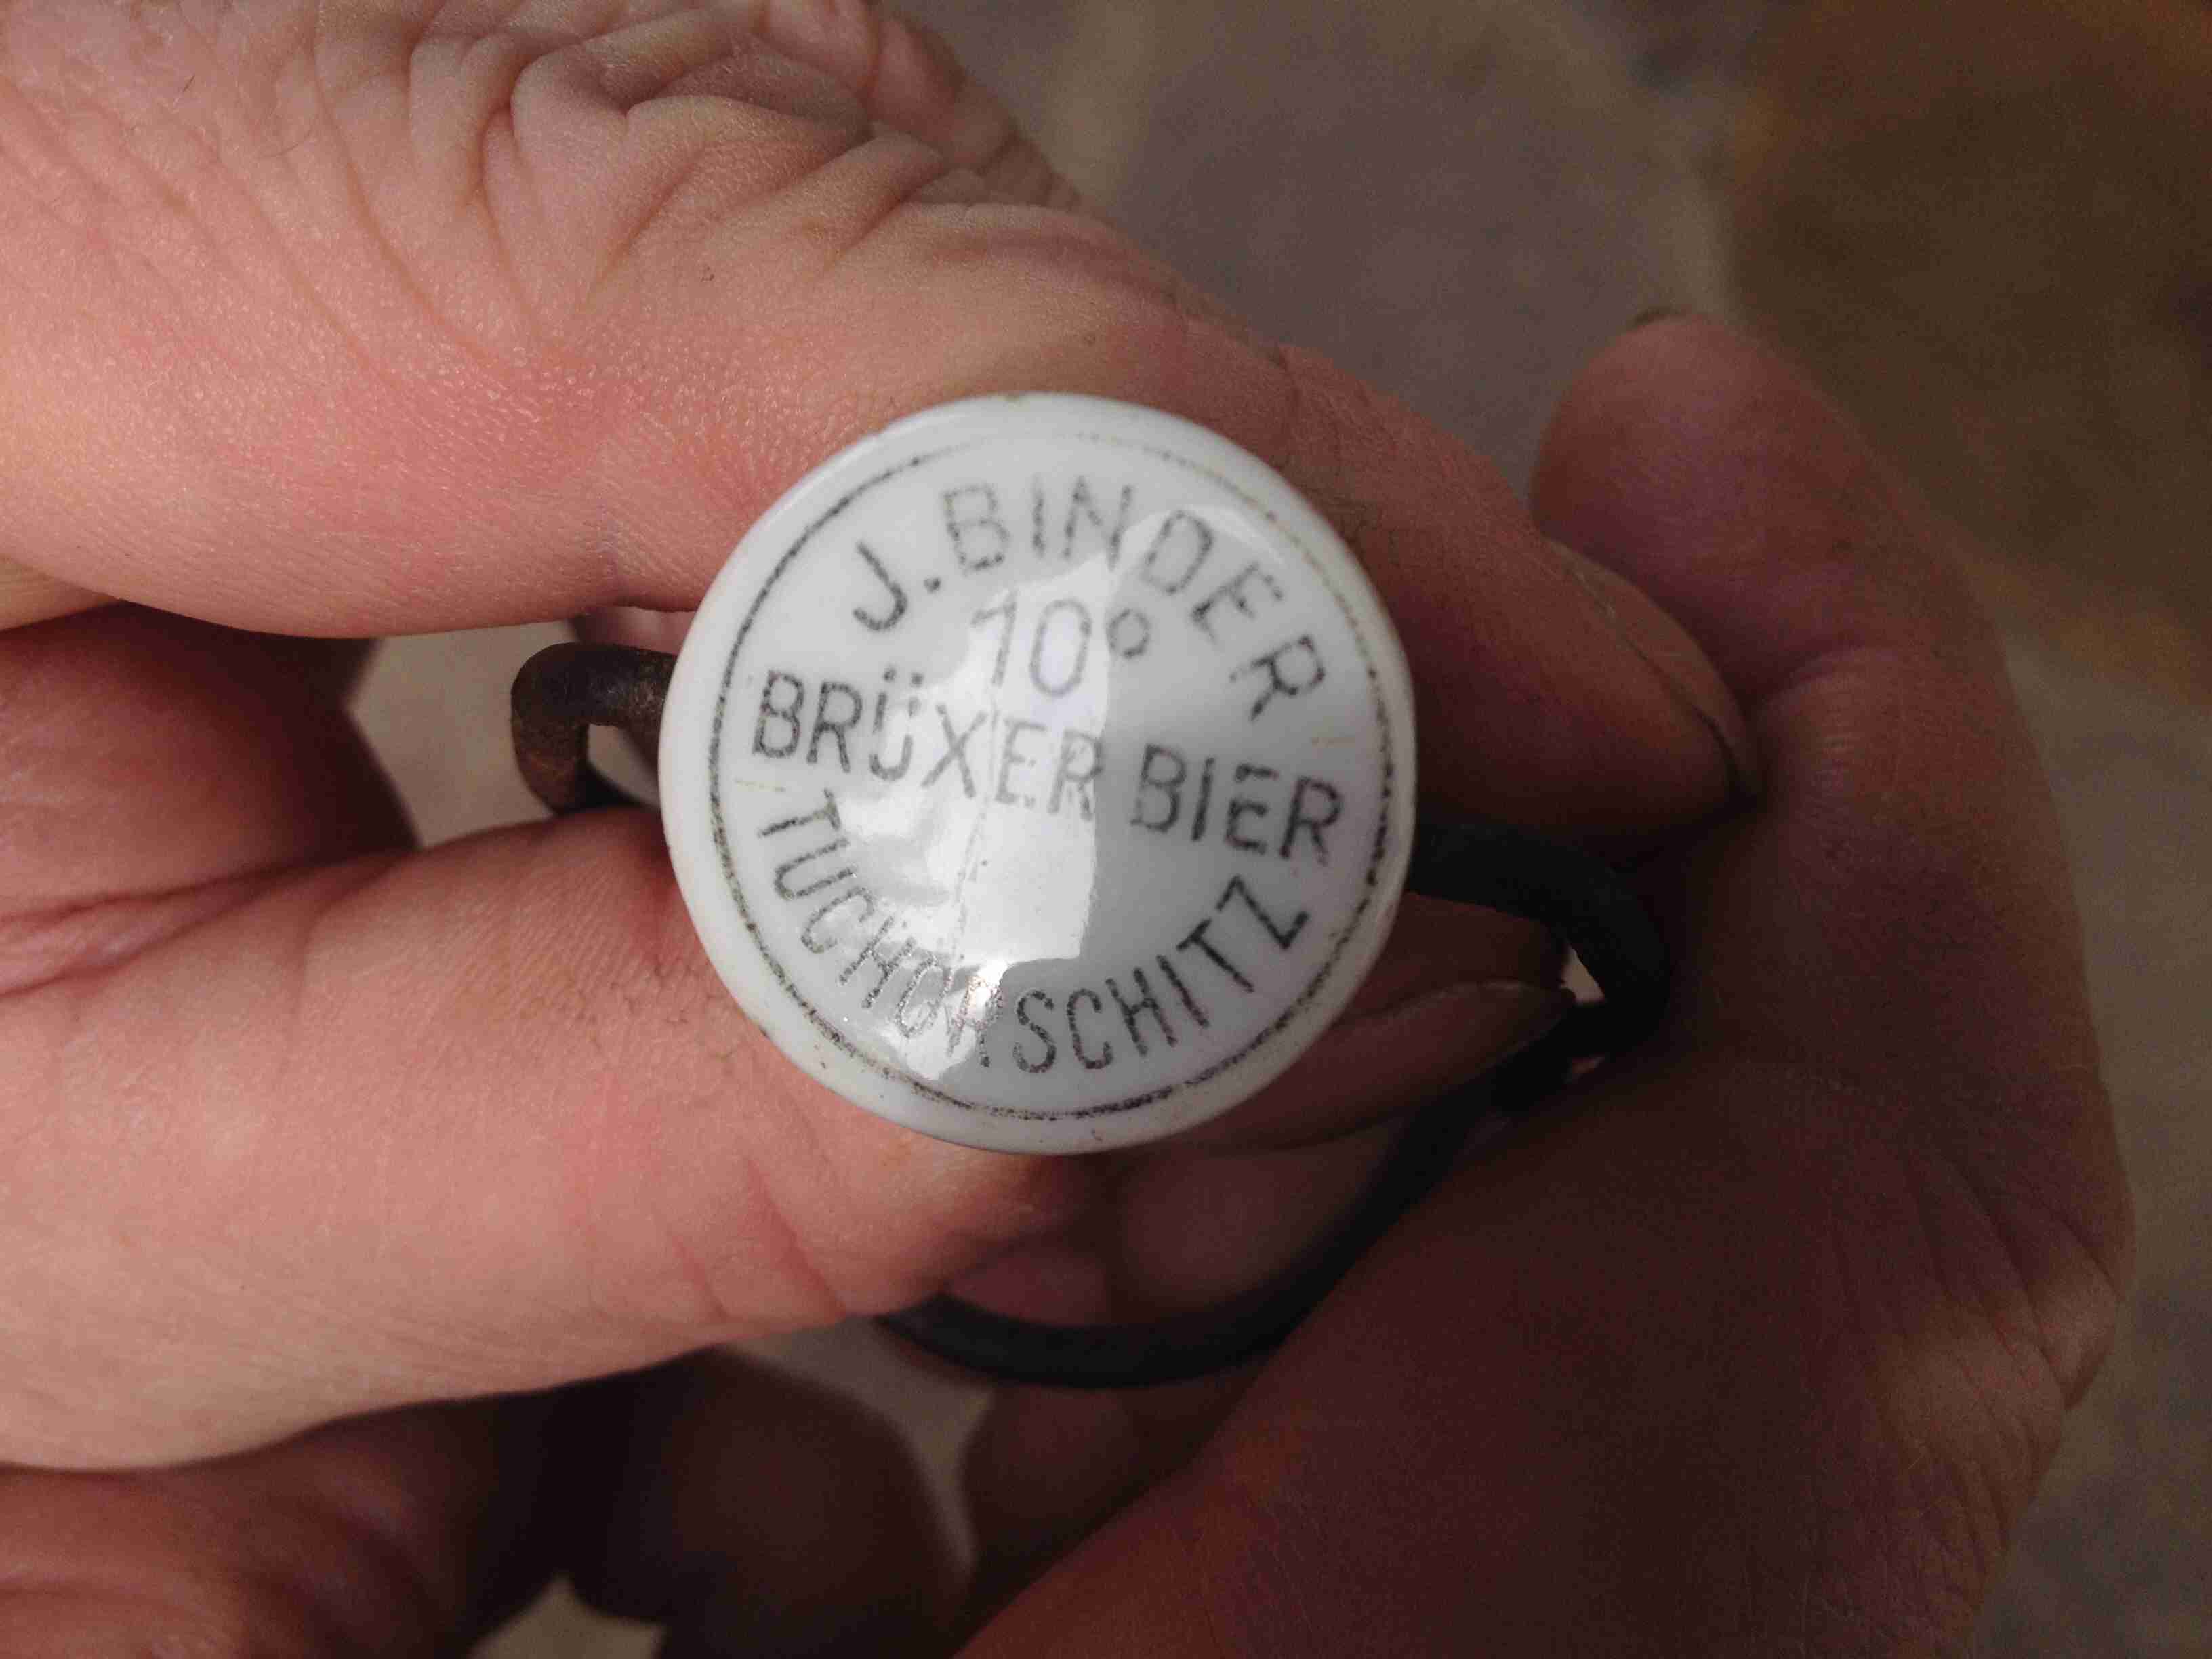 J. BINDER
10°
BRÜXER BIER
TUCHORSCHITZ